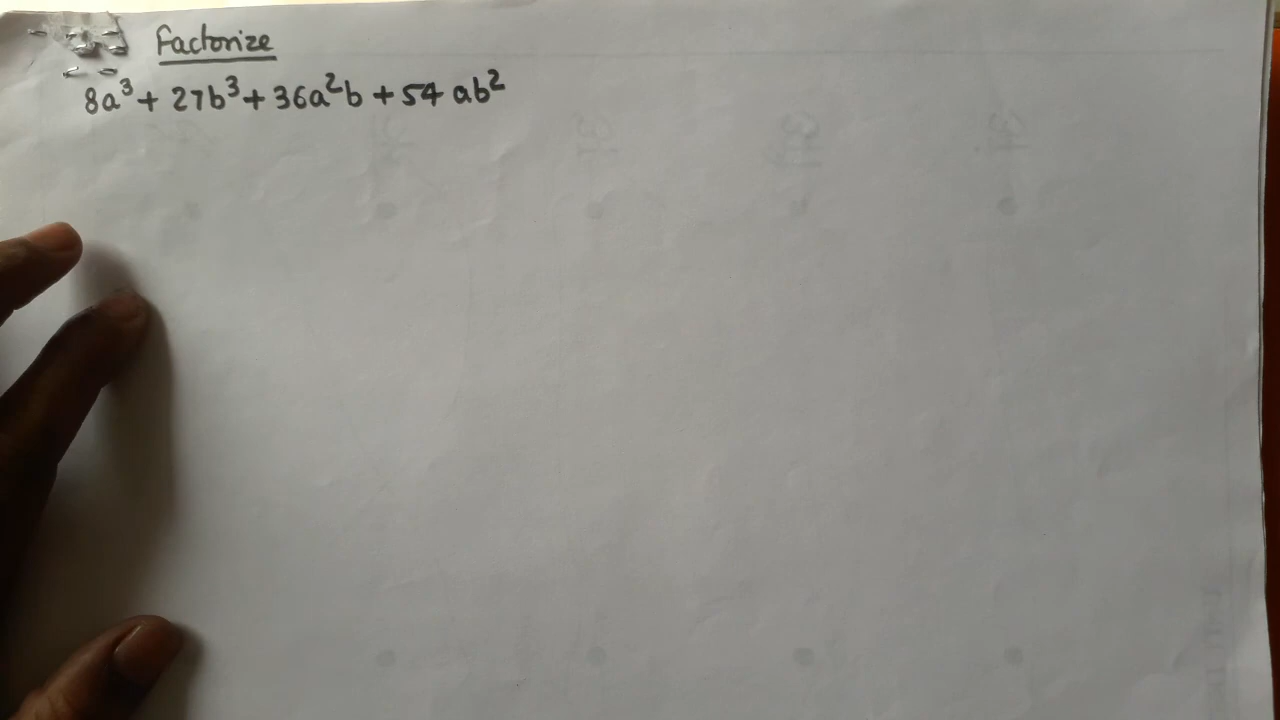 Factorize
8a³ + 27b³ + 36a²b + 54 ab²